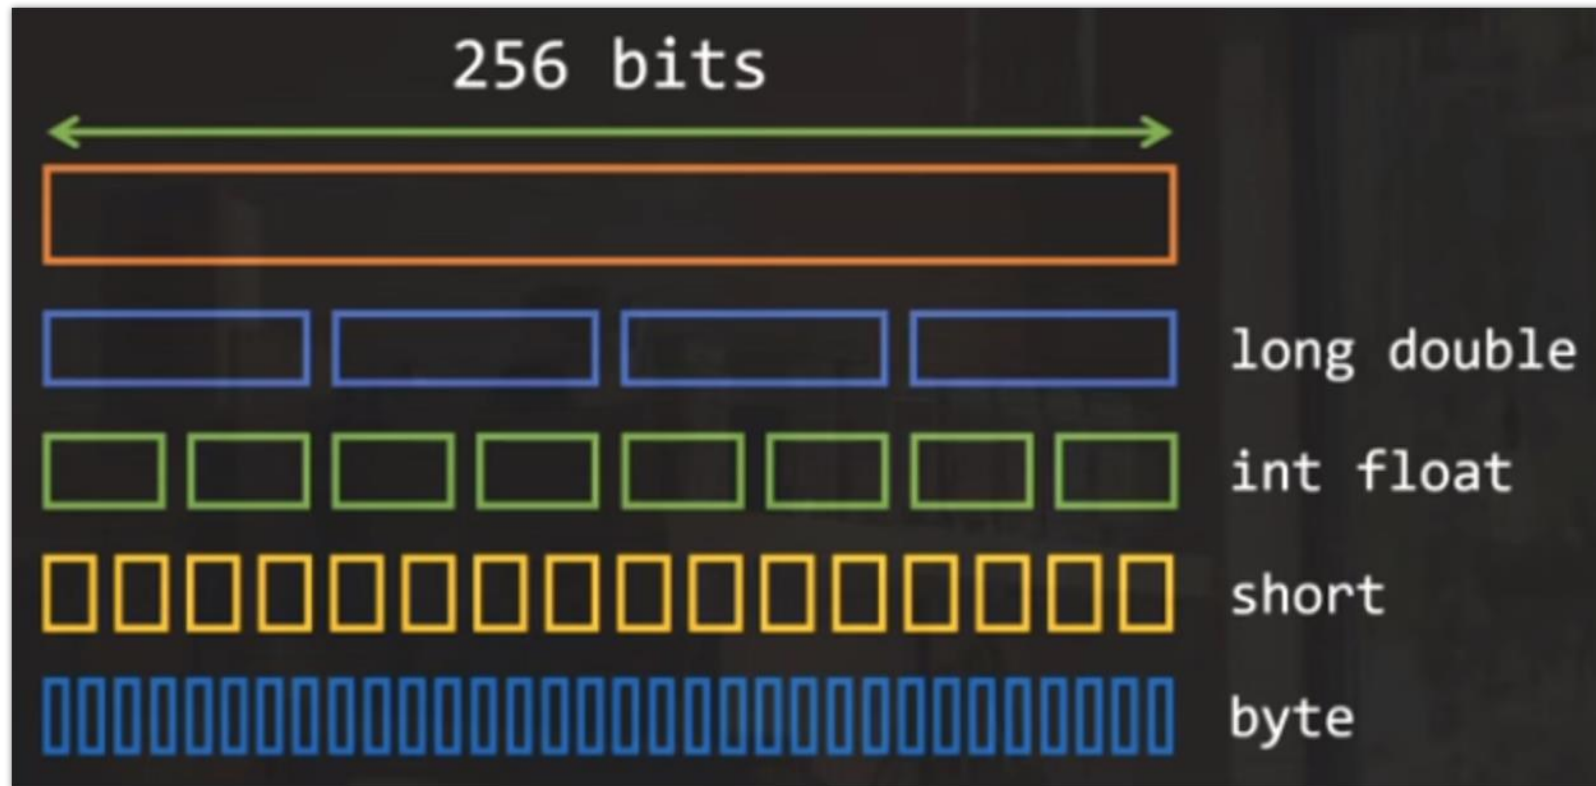 256 bits
long double
int float
short
byte